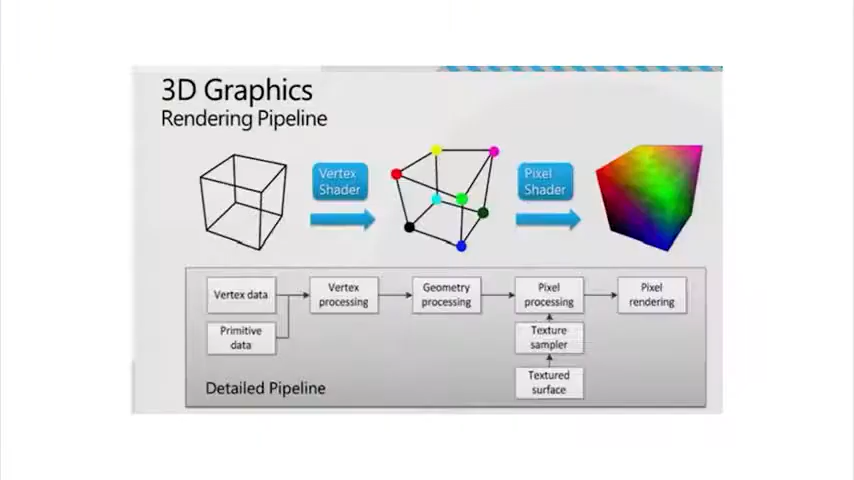 3D Graphics
Rendering Pipeline
Vertex
Shader
Pixel
Shader
Vertex data
Vertex
processing
Geometry
processing
Pixel
processing
Pixel
rendering
Primitive
data
Texture
sampler
Textured
surface
Detailed Pipeline